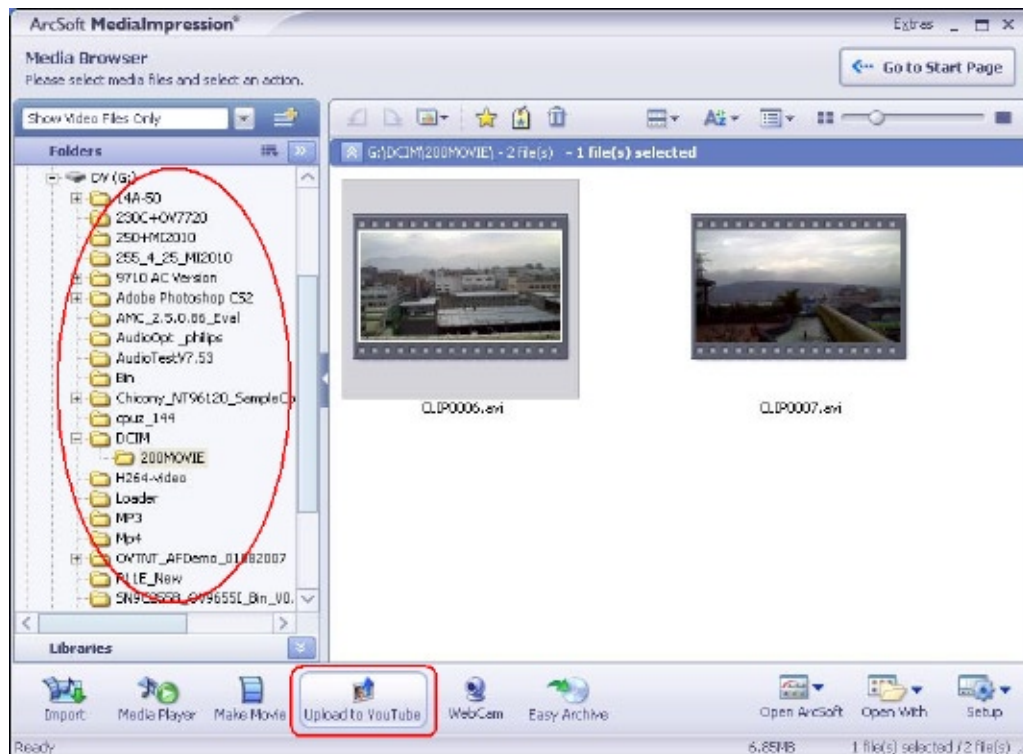 ArcSoft MediaImpression®
Extras
Media Browser
Please select media files and select an action.
Go to Start Page
Show Video Files Only
Folders
G:\DCIM\200MOVIE\ - 2 File(s) - 1 file(s) selected
DV (G:)
14A-50
230C+OV7720
250+MI2010
255_4_25_MI2010
9710 AC Version
Adobe Photoshop CS2
AMC_2.5.0.86_Eval
AudioOpt_philips
AudioTestV7.53
Bin
Chicony_NT96120_SampleCo
cpuz_144
DCIM
200MOVIE
H264-video
Loader
MP3
Mp4
OVTNT_AFDemo_01082007
CLIP0006.avi
CLIP0007.avi
Libraries
Import
Media Player
Make Movie
Upload to YouTube
WebCam
Easy Archive
Open ArcSoft
Open With
Setup
Ready
6.85MB
1 file(s) selected /2 file(s)